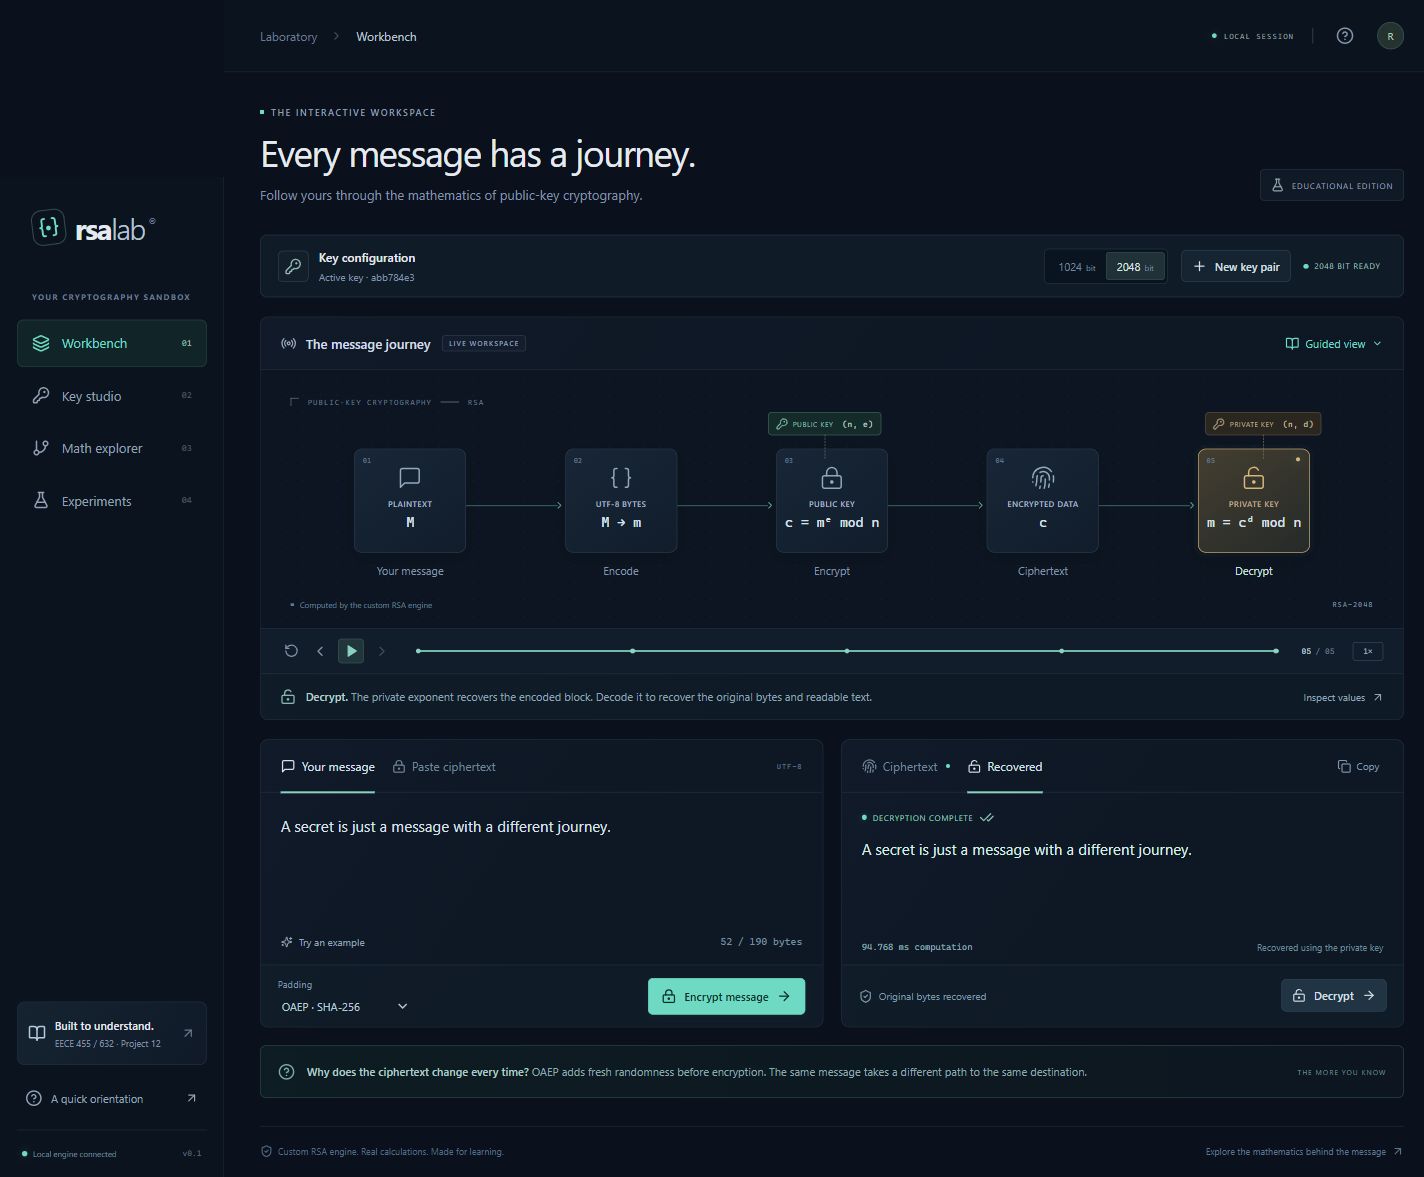 Laboratory > Workbench
LOCAL SESSION
R
THE INTERACTIVE WORKSPACE
Every message has a journey.
Follow yours through the mathematics of public-key cryptography.
EDUCATIONAL EDITION
{•} rsalab®
YOUR CRYPTOGRAPHY SANDBOX
Workbench 01
Key studio 02
Math explorer 03
Experiments 04
Built to understand.
EECE 455 / 632 · Project 12
A quick orientation
Local engine connected v0.1
Key configuration
Active key · abb784e3
1024 bit
2048 bit
New key pair
2048 BIT READY
The message journey
LIVE WORKSPACE
Guided view
PUBLIC-KEY CRYPTOGRAPHY — RSA
PUBLIC KEY (n, e)
PRIVATE KEY (n, d)
01
PLAINTEXT
M
Your message
02
{ }
UTF-8 BYTES
M → m
Encode
03
PUBLIC KEY
c = mᵉ mod n
Encrypt
04
ENCRYPTED DATA
c
Ciphertext
05
PRIVATE KEY
m = cᵈ mod n
Decrypt
Computed by the custom RSA engine
RSA-2048
05 / 05
1×
Decrypt. The private exponent recovers the encoded block. Decode it to recover the original bytes and readable text.
Inspect values
Your message
Paste ciphertext
UTF-8
A secret is just a message with a different journey.
Try an example
52 / 190 bytes
Padding
OAEP · SHA-256
Encrypt message
Ciphertext
Recovered
Copy
DECRYPTION COMPLETE
A secret is just a message with a different journey.
94.768 ms computation
Recovered using the private key
Original bytes recovered
Decrypt
Why does the ciphertext change every time? OAEP adds fresh randomness before encryption. The same message takes a different path to the same destination.
THE MORE YOU KNOW
Custom RSA engine. Real calculations. Made for learning.
Explore the mathematics behind the message